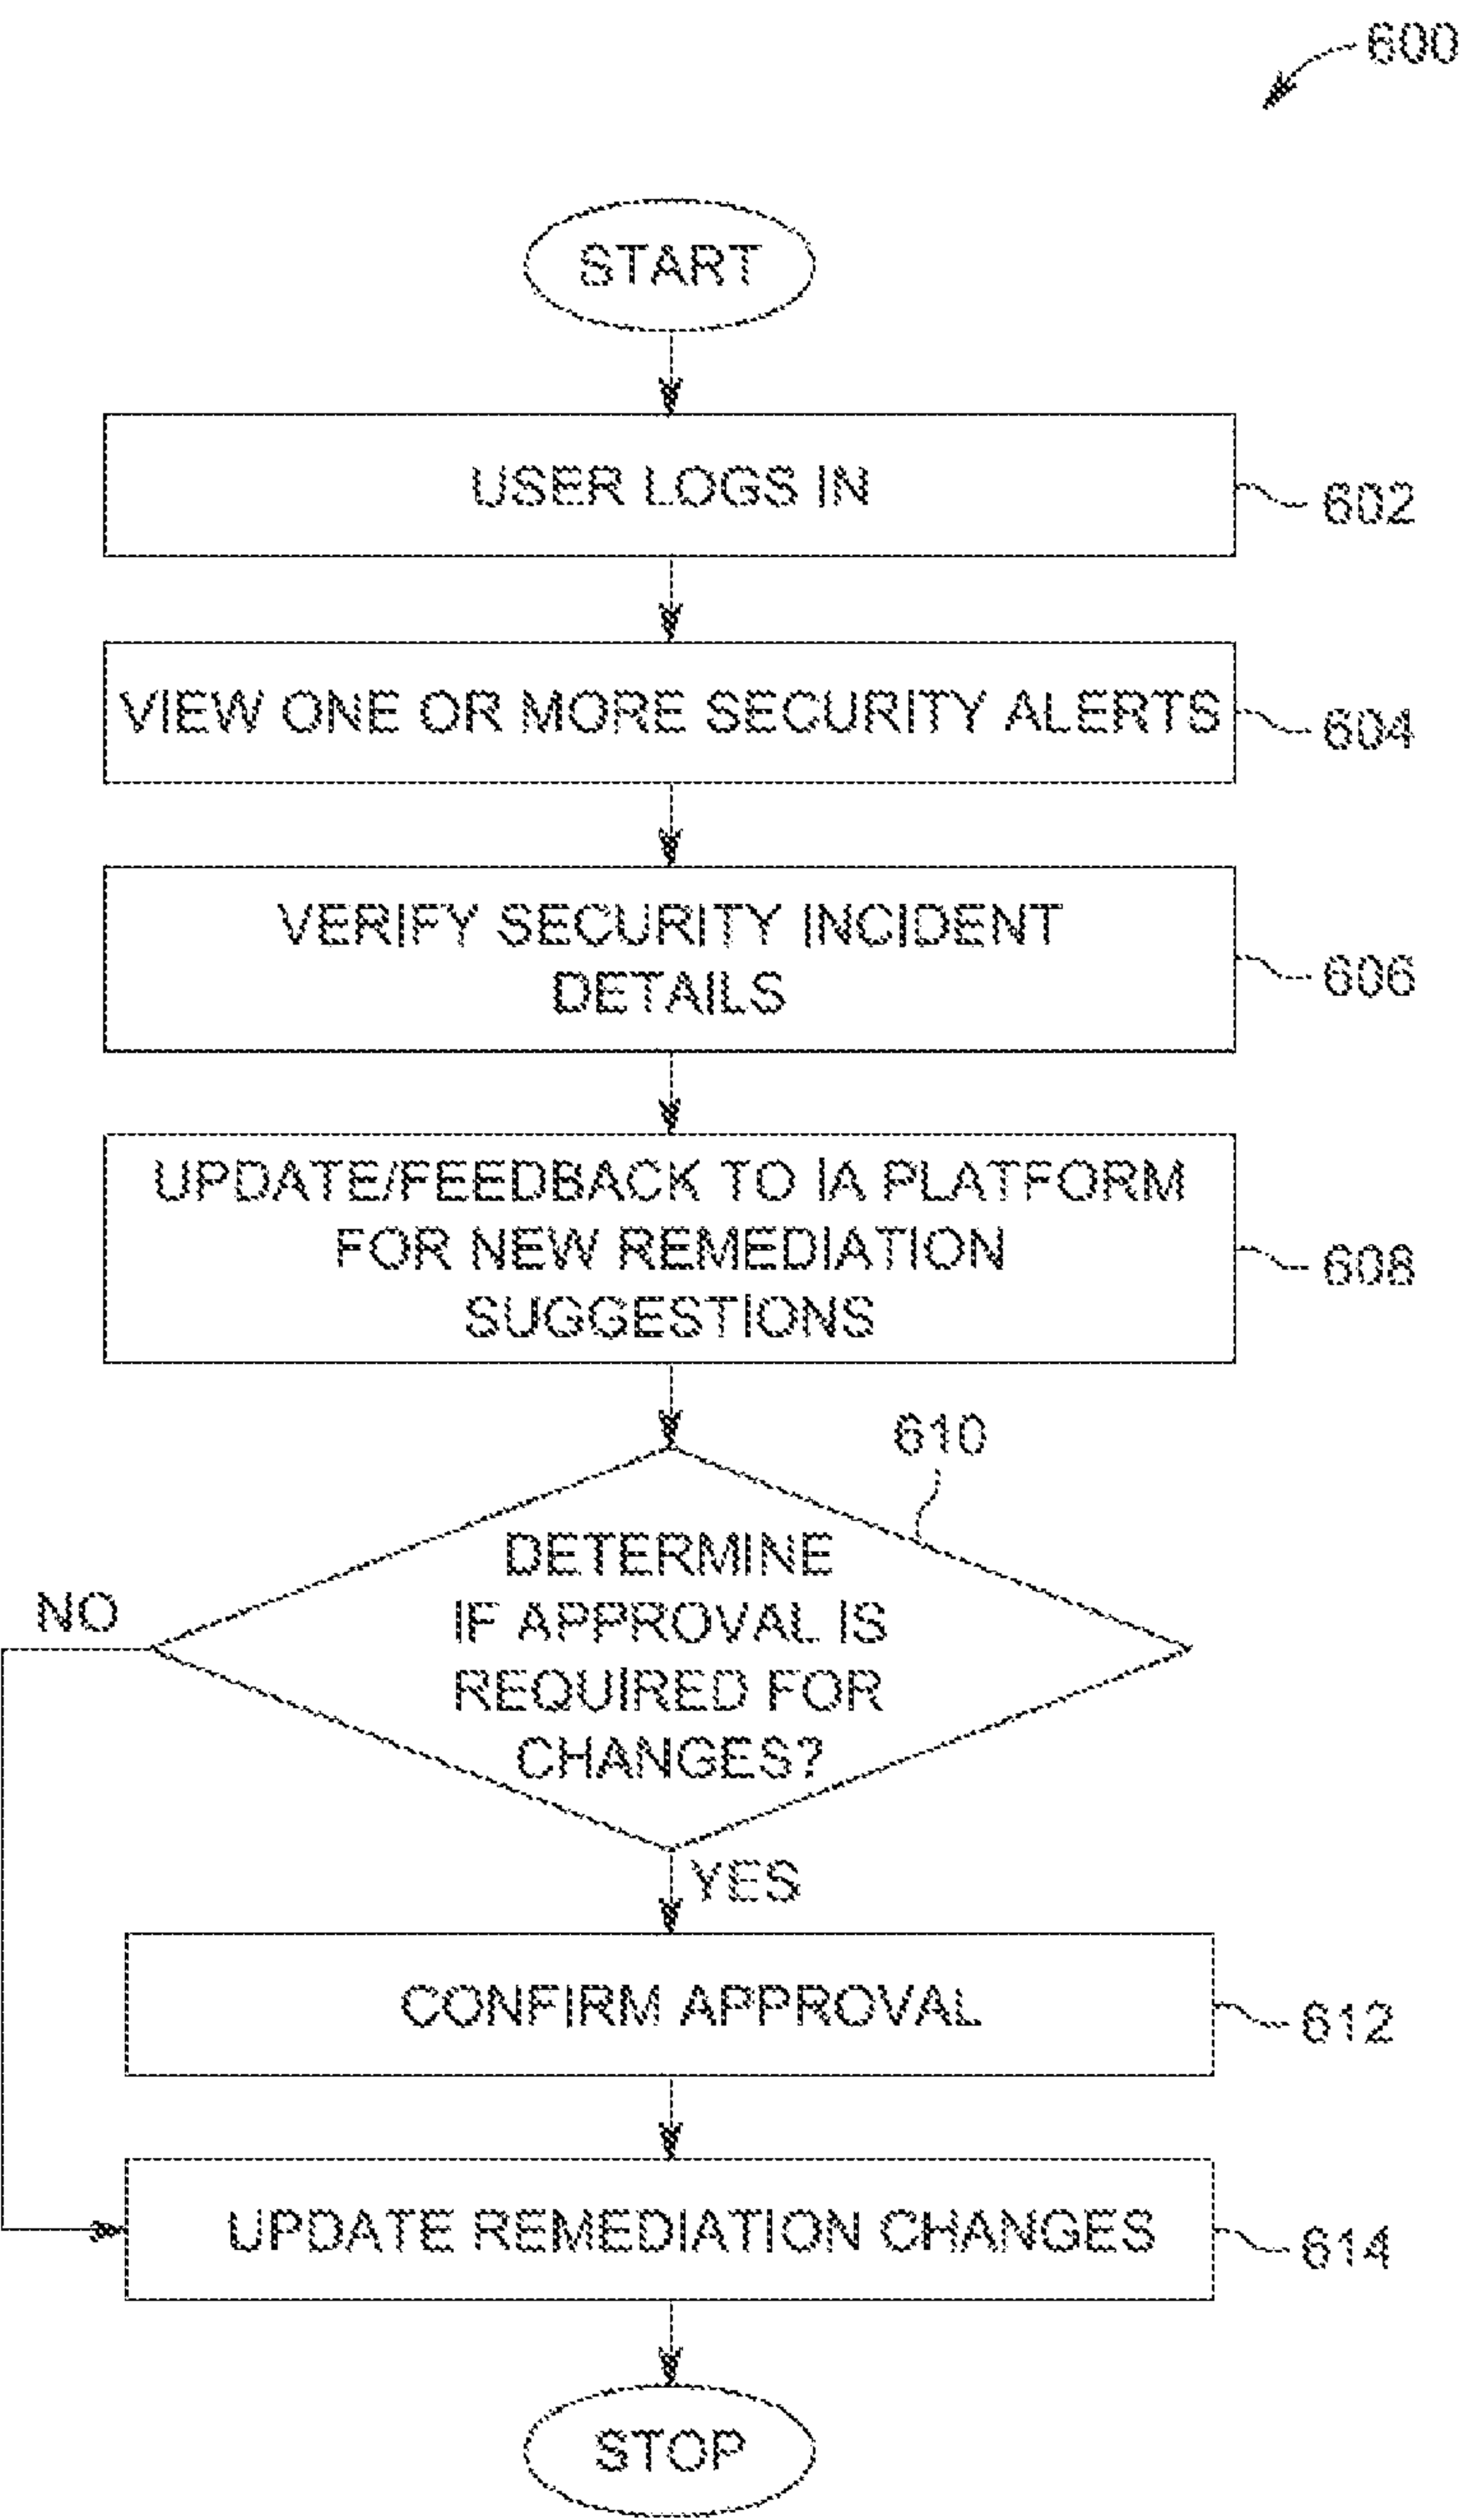 600
START
USER LOGS IN
602
VIEW ONE OR MORE SECURITY ALERTS
604
VERIFY SECURITY INCIDENT
DETAILS
606
UPDATE/FEEDBACK TO IA PLATFORM
FOR NEW REMEDIATION
SUGGESTIONS
608
610
DETERMINE
IF APPROVAL IS
REQUIRED FOR
CHANGES?
NO
YES
CONFIRM APPROVAL
612
UPDATE REMEDIATION CHANGES
614
STOP